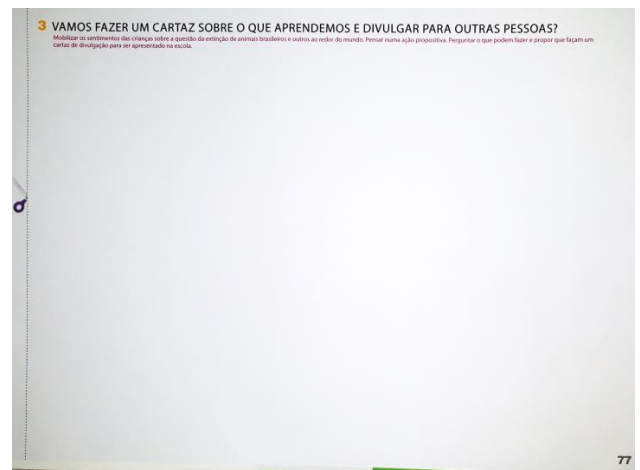 3 VAMOS FAZER UM CARTAZ SOBRE O QUE APRENDEMOS E DIVULGAR PARA OUTRAS PESSOAS?
Mobilizar os sentimentos das crianças sobre a questão da extinção de animais brasileiros e outros ao redor do mundo. Pensar numa ação propositiva. Perguntar o que podem fazer e propor que façam um
cartaz de divulgação para ser apresentado na escola.
77